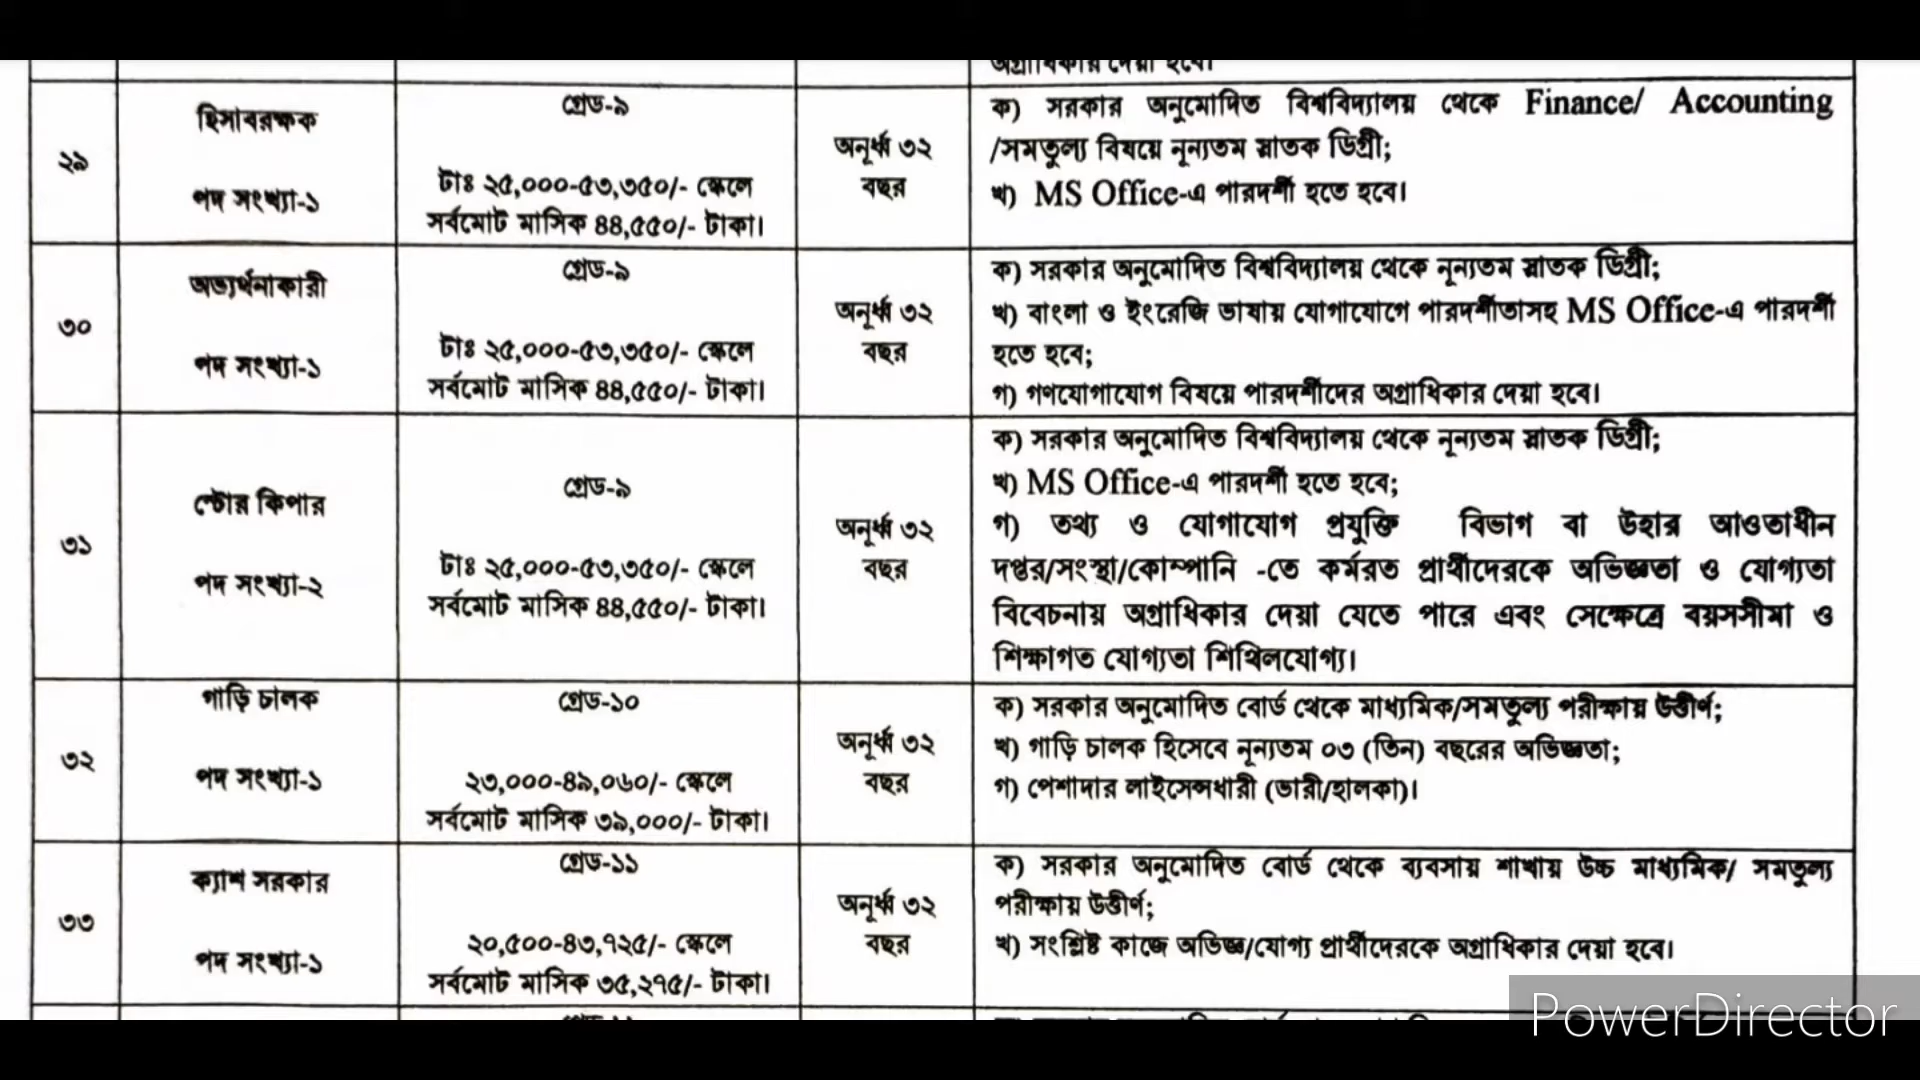 অগ্রাধিকার দেয়া হবে।
২৯
হিসাবরক্ষক
পদ সংখ্যা-১
গ্রেড-৯
টাঃ ২৫,০০০-৫৩,৩৫০/- স্কেলে
সর্বমোট মাসিক ৪৪,৫৫০/- টাকা।
অনূর্ধ্ব ৩২
বছর
ক) সরকার অনুমোদিত বিশ্ববিদ্যালয় থেকে Finance/ Accounting
/সমতুল্য বিষয়ে নূন্যতম স্নাতক ডিগ্রী;
খ) MS Office-এ পারদর্শী হতে হবে।
৩০
অভ্যর্থনাকারী
পদ সংখ্যা-১
গ্রেড-৯
টাঃ ২৫,০০০-৫৩,৩৫০/- স্কেলে
সর্বমোট মাসিক ৪৪,৫৫০/- টাকা।
অনূর্ধ্ব ৩২
বছর
ক) সরকার অনুমোদিত বিশ্ববিদ্যালয় থেকে নূন্যতম স্নাতক ডিগ্রী;
খ) বাংলা ও ইংরেজি ভাষায় যোগাযোগে পারদর্শীতাসহ MS Office-এ পারদর্শী
হতে হবে;
গ) গণযোগাযোগ বিষয়ে পারদর্শীদের অগ্রাধিকার দেয়া হবে।
৩১
স্টোর কিপার
পদ সংখ্যা-২
গ্রেড-৯
টাঃ ২৫,০০০-৫৩,৩৫০/- স্কেলে
সর্বমোট মাসিক ৪৪,৫৫০/- টাকা।
অনূর্ধ্ব ৩২
বছর
ক) সরকার অনুমোদিত বিশ্ববিদ্যালয় থেকে নূন্যতম স্নাতক ডিগ্রী;
খ) MS Office-এ পারদর্শী হতে হবে;
গ) তথ্য ও যোগাযোগ প্রযুক্তি বিভাগ বা উহার আওতাধীন
দপ্তর/সংস্থা/কোম্পানি -তে কর্মরত প্রার্থীদেরকে অভিজ্ঞতা ও যোগ্যতা
বিবেচনায় অগ্রাধিকার দেয়া যেতে পারে এবং সেক্ষেত্রে বয়সসীমা ও
শিক্ষাগত যোগ্যতা শিথিলযোগ্য।
৩২
গাড়ি চালক
পদ সংখ্যা-১
গ্রেড-১০
২৩,০০০-৪৯,০৬০/- স্কেলে
সর্বমোট মাসিক ৩৯,০০০/- টাকা।
অনূর্ধ্ব ৩২
বছর
ক) সরকার অনুমোদিত বোর্ড থেকে মাধ্যমিক/সমতুল্য পরীক্ষায় উত্তীর্ণ;
খ) গাড়ি চালক হিসেবে নূন্যতম ০৩ (তিন) বছরের অভিজ্ঞতা;
গ) পেশাদার লাইসেন্সধারী (ভারী/হালকা)।
৩৩
ক্যাশ সরকার
পদ সংখ্যা-১
গ্রেড-১১
২০,৫০০-৪৩,৭২৫/- স্কেলে
সর্বমোট মাসিক ৩৫,২৭৫/- টাকা।
অনূর্ধ্ব ৩২
বছর
ক) সরকার অনুমোদিত বোর্ড থেকে ব্যবসায় শাখায় উচ্চ মাধ্যমিক/ সমতুল্য
পরীক্ষায় উত্তীর্ণ;
খ) সংশ্লিষ্ট কাজে অভিজ্ঞ/যোগ্য প্রার্থীদেরকে অগ্রাধিকার দেয়া হবে।
PowerDirector